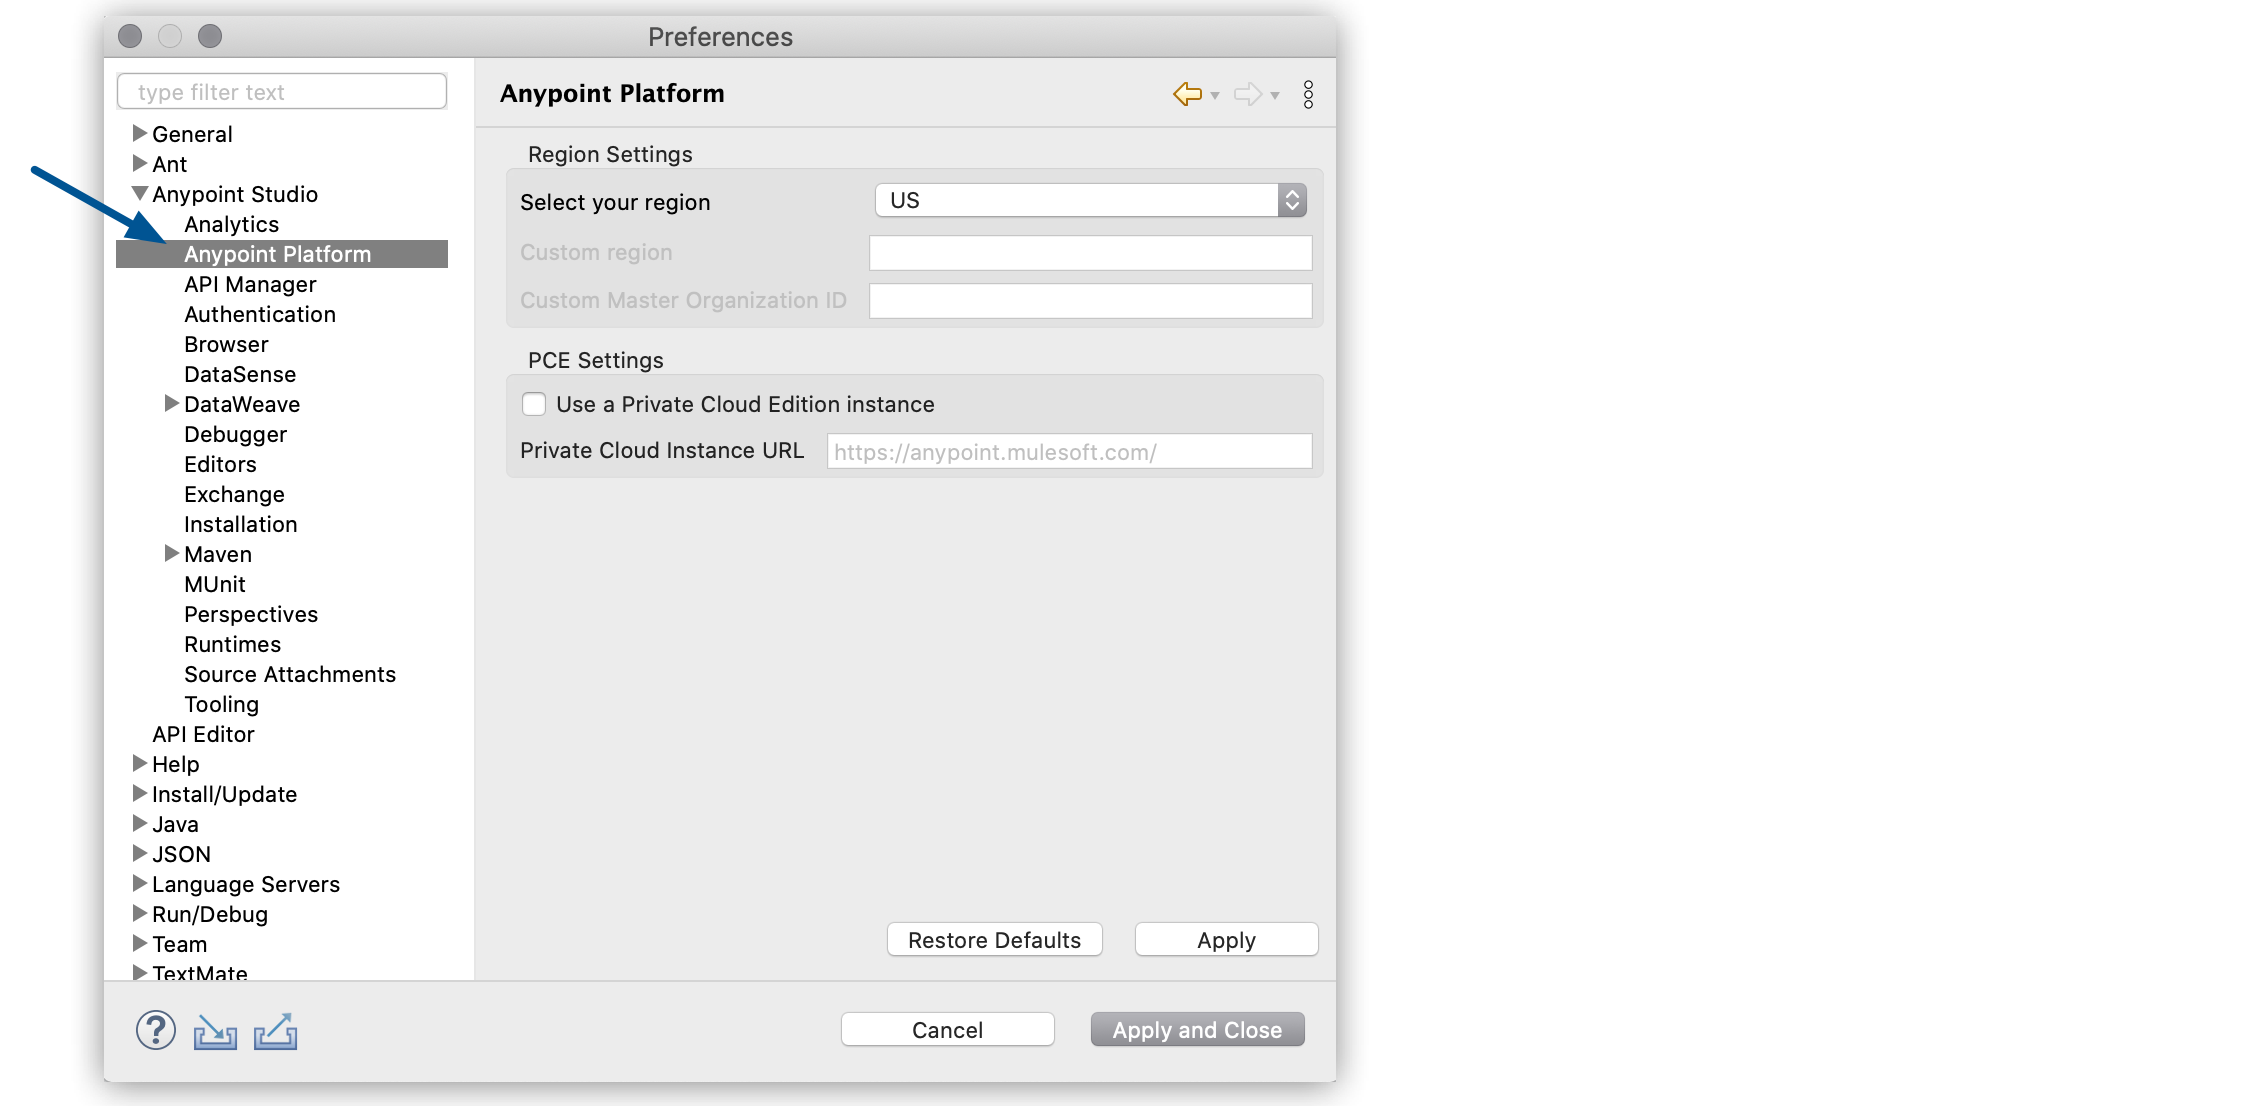 Preferences
type filter text
General
Ant
Anypoint Studio
Analytics
Anypoint Platform
API Manager
Authentication
Browser
DataSense
DataWeave
Debugger
Editors
Exchange
Installation
Maven
MUnit
Perspectives
Runtimes
Source Attachments
Tooling
API Editor
Help
Install/Update
Java
JSON
Language Servers
Run/Debug
Team
TextMate
Anypoint Platform
Region Settings
Select your region US
Custom region
Custom Master Organization ID
PCE Settings
Use a Private Cloud Edition instance
Private Cloud Instance URL https://anypoint.mulesoft.com/
Restore Defaults Apply
? Cancel Apply and Close